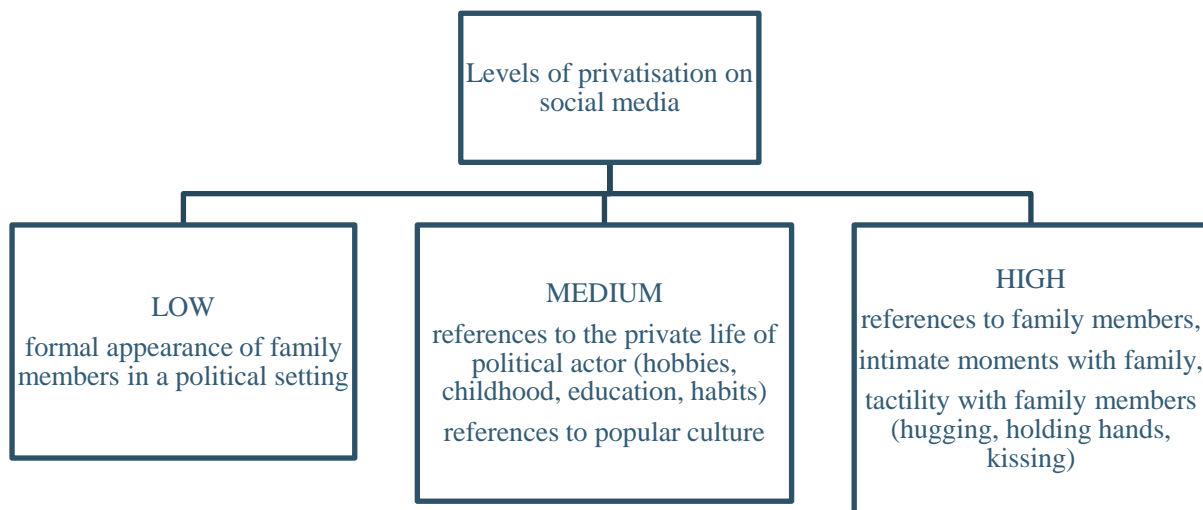 Levels of privatisation on
social media
LOW
formal appearance of family
members in a political setting
MEDIUM
references to the private life of
political actor (hobbies,
childhood, education, habits)
references to popular culture
HIGH
references to family members,
intimate moments with family,
tactility with family members
(hugging, holding hands,
kissing)